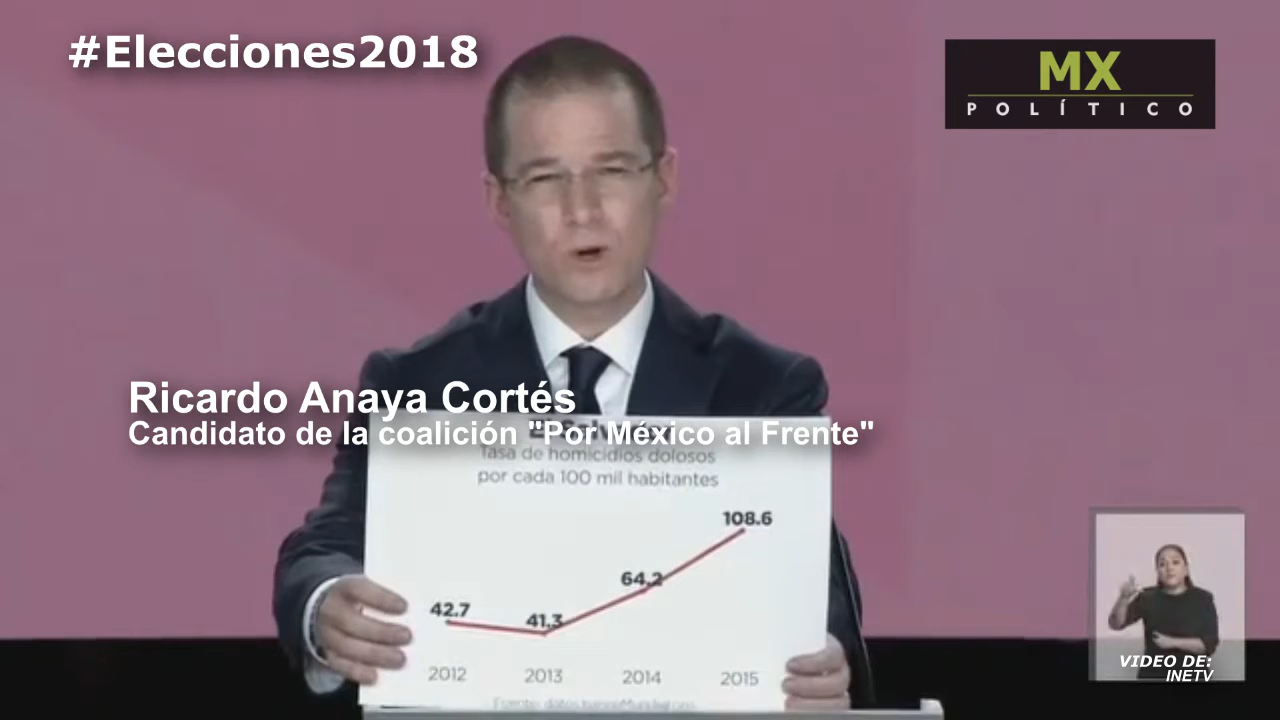 #Elecciones2018
MX
POLÍTICO
Ricardo Anaya Cortés
Candidato de la coalición "Por México al Frente"
Tasa de homicidios dolosos
por cada 100 mil habitantes
108.6
64.2
42.7
41.3
2012 2013 2014 2015
VIDEO DE:
INETV